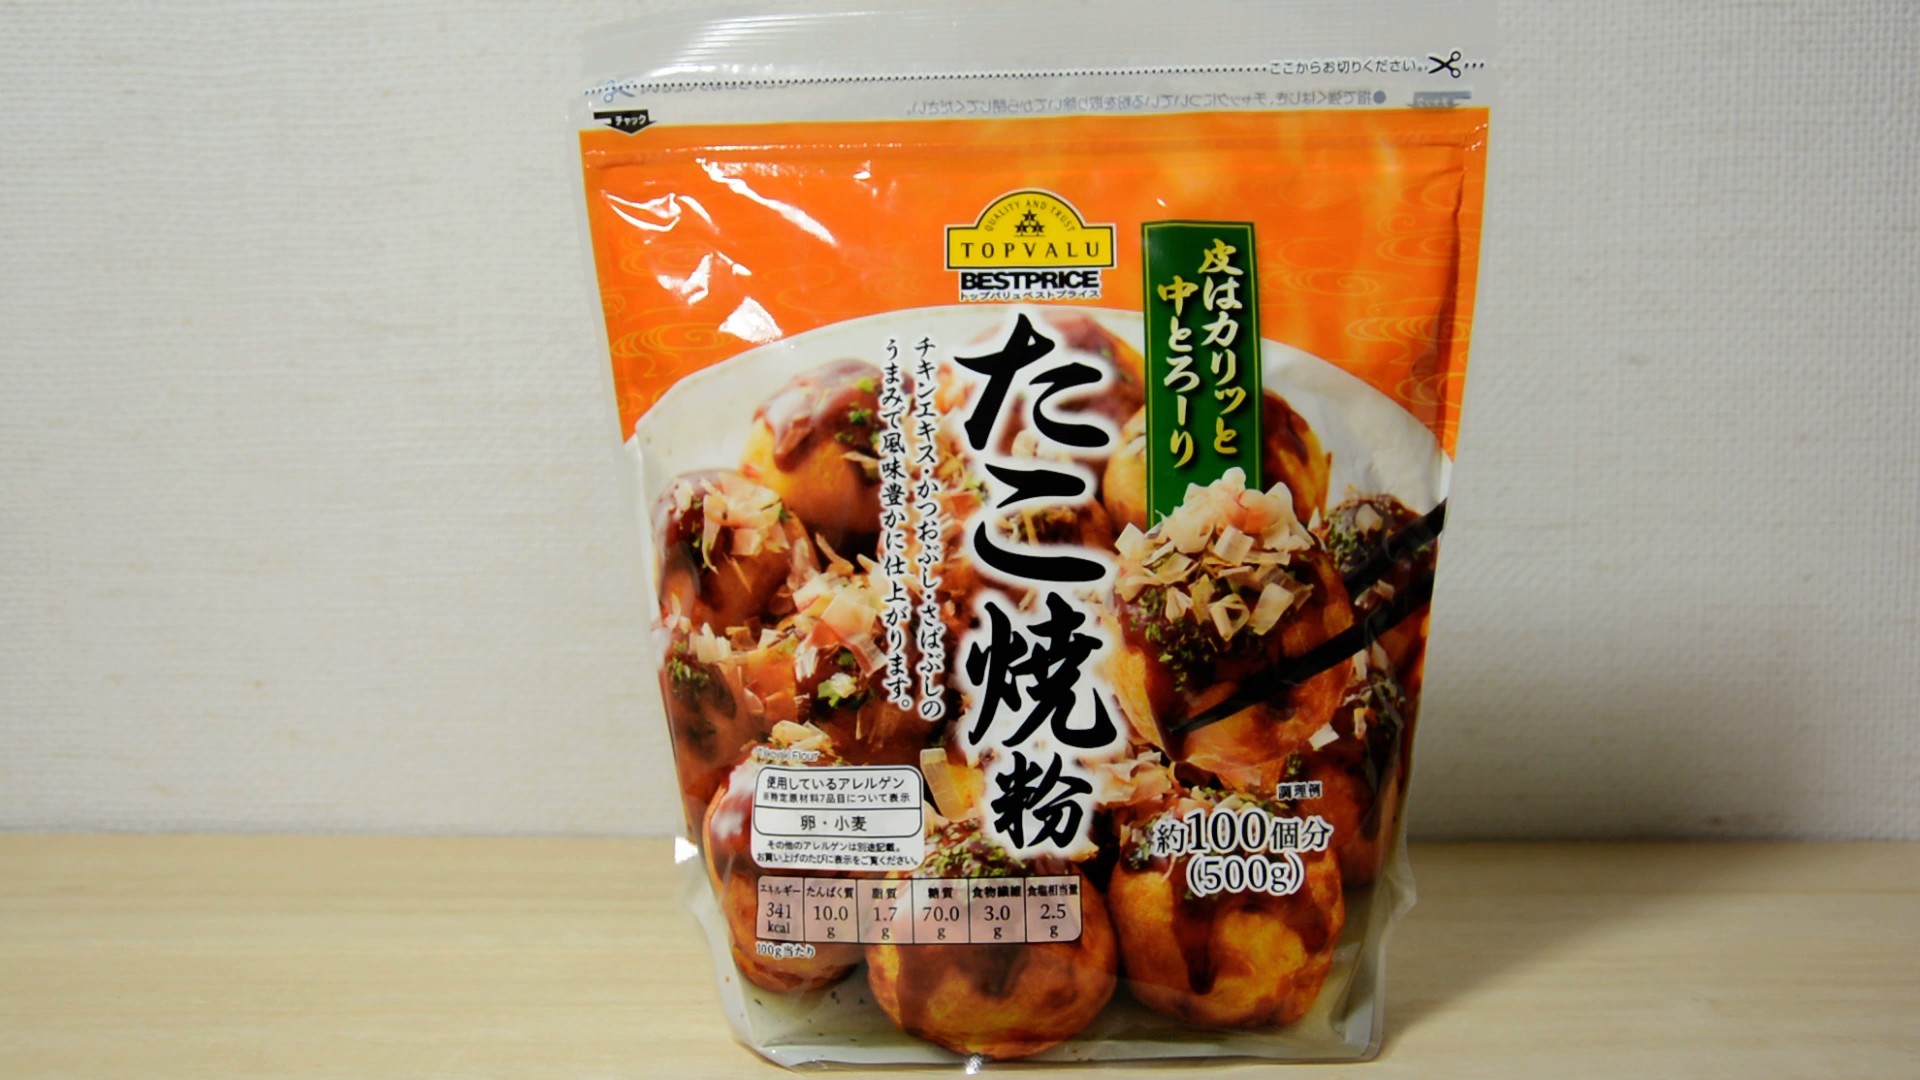 ここからお切りください。
チャック
QUALITY AND TRUST
TOPVALU
BESTPRICE
トップバリュベストプライス
皮はカリッと
中とろーり
たこ焼粉
チキンエキス・かつおぶし・さばぶしの
うまみで風味豊かに仕上がります。
Takoyaki Flour
使用しているアレルゲン
※特定原材料7品目について表示
卵・小麦
その他のアレルゲンは別途記載。
お買い上げのたびに表示をご覧ください。
調理例
約100個分
(500g)
エネルギー たんぱく質 脂質 糖質 食物繊維 食塩相当量
341 kcal 10.0 g 1.7 g 70.0 g 3.0 g 2.5 g
100g当たり